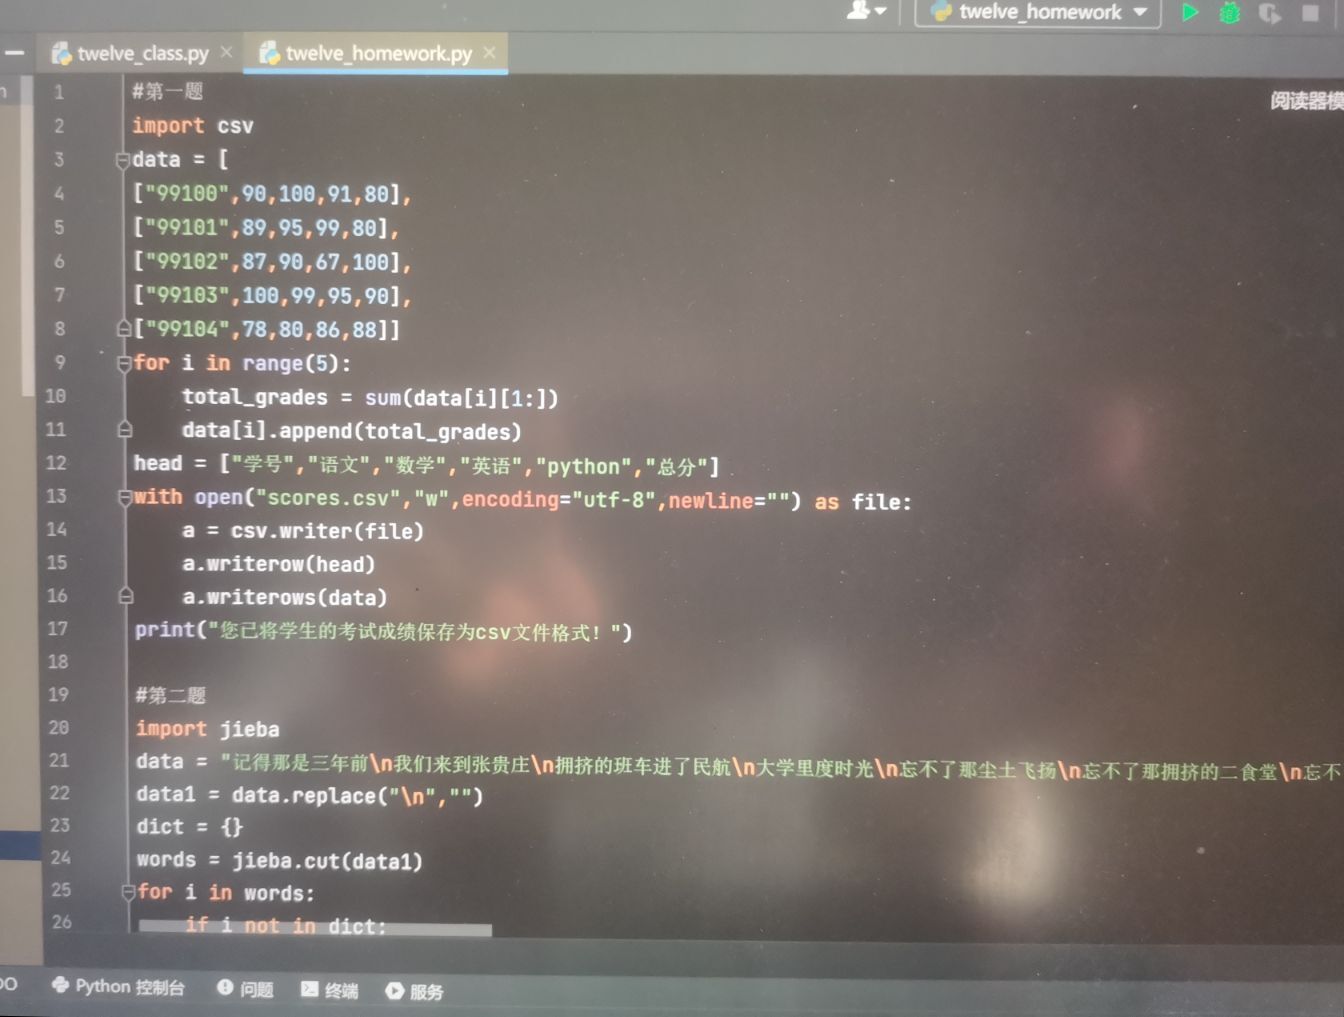 twelve_homework
twelve_class.py
twelve_homework.py
阅读器模
1 #第一题
2 import csv
3 data = [
4 ["99100",90,100,91,80],
5 ["99101",89,95,99,80],
6 ["99102",87,90,67,100],
7 ["99103",100,99,95,90],
8 ["99104",78,80,86,88]]
9 for i in range(5):
10 total_grades = sum(data[i][1:])
11 data[i].append(total_grades)
12 head = ["学号","语文","数学","英语","python","总分"]
13 with open("scores.csv","w",encoding="utf-8",newline="") as file:
14 a = csv.writer(file)
15 a.writerow(head)
16 a.writerows(data)
17 print("您已将学生的考试成绩保存为csv文件格式！")
18
19 #第二题
20 import jieba
21 data = "记得那是三年前\n我们来到张贵庄\n拥挤的班车进了民航\n大学里度时光\n忘不了那尘土飞扬\n忘不了那拥挤的二食堂\n忘不
22 data1 = data.replace("\n","")
23 dict = {}
24 words = jieba.cut(data1)
25 for i in words:
26 if i not in dict:
Python 控制台
问题
终端
服务